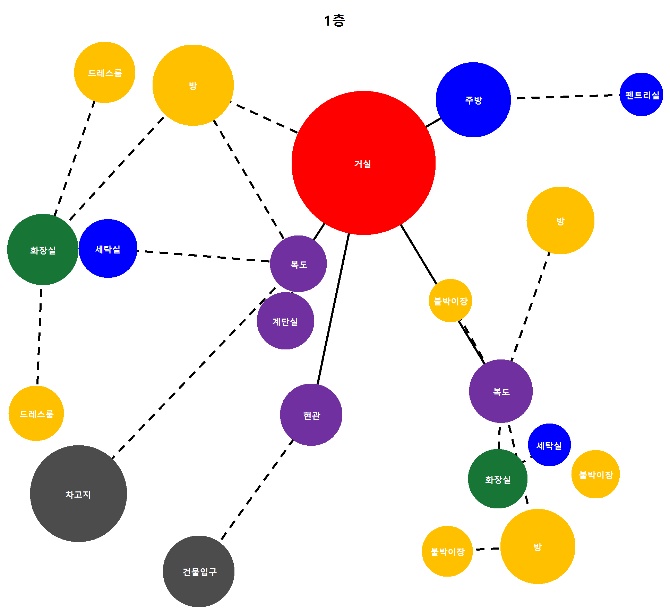 1층
드레스룸
방
주방
팬트리실
거실
방
화장실
세탁실
복도
붙박이장
계단실
복도
드레스룸
현관
세탁실
차고지
화장실
붙박이장
방
붙박이장
건물입구